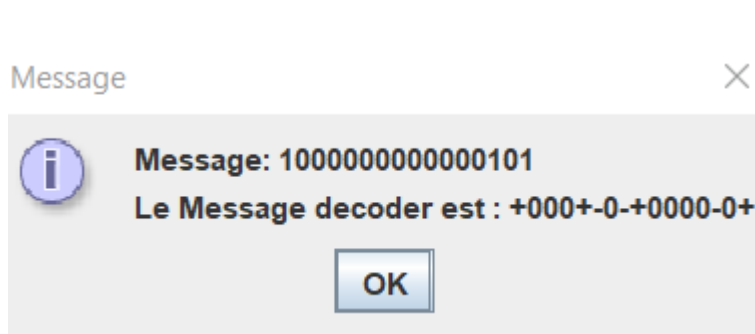 Message
Message: 1000000000000101
Le Message decoder est : +000+-0-+0000-0+
OK